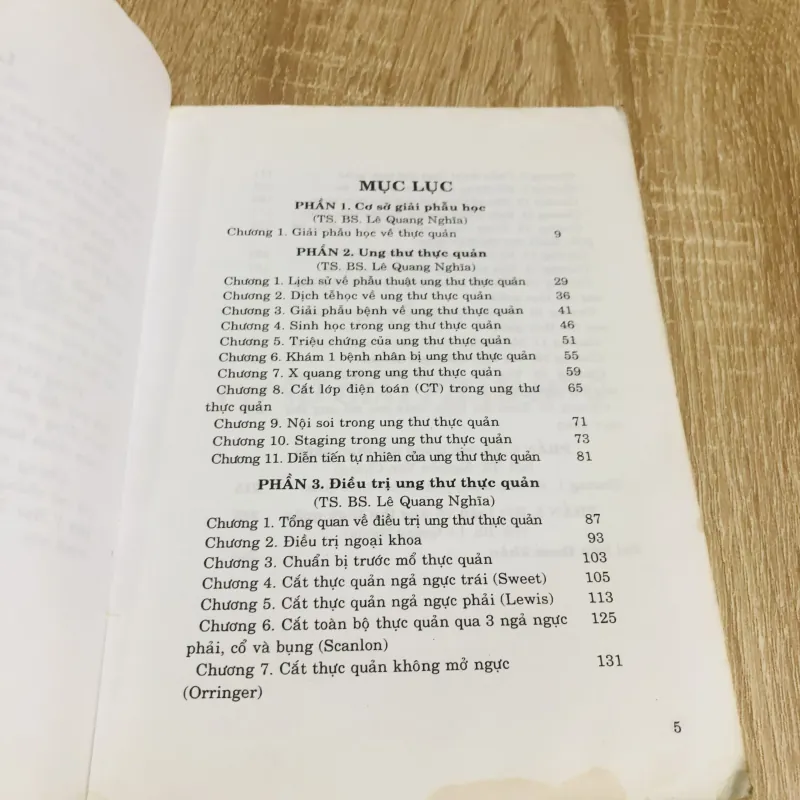 MỤC LỤC
PHẦN 1. Cơ sở giải phẫu học
(TS. BS. Lê Quang Nghĩa)
Chương 1. Giải phẫu học về thực quản 9
PHẦN 2. Ung thư thực quản
(TS. BS. Lê Quang Nghĩa)
Chương 1. Lịch sử về phẫu thuật ung thư thực quản 29
Chương 2. Dịch tễhọc về ung thư thực quản 36
Chương 3. Giải phẫu bệnh về ung thư thực quản 41
Chương 4. Sinh học trong ung thư thực quản 46
Chương 5. Triệu chứng của ung thư thực quản 51
Chương 6. Khám 1 bệnh nhân bị ung thư thực quản 55
Chương 7. X quang trong ung thư thực quản 59
Chương 8. Cắt lớp điện toán (CT) trong ung thư 65
thực quản
Chương 9. Nội soi trong ung thư thực quản 71
Chương 10. Staging trong ung thư thực quản 73
Chương 11. Diễn tiến tự nhiên của ung thư thực quản 81
PHẦN 3. Điều trị ung thư thực quản
(TS. BS. Lê Quang Nghĩa)
Chương 1. Tổng quan về điều trị ung thư thực quản 87
Chương 2. Điều trị ngoại khoa 93
Chương 3. Chuẩn bị trước mổ thực quản 103
Chương 4. Cắt thực quản ngả ngực trái (Sweet) 105
Chương 5. Cắt thực quản ngả ngực phải (Lewis) 113
Chương 6. Cắt toàn bộ thực quản qua 3 ngả ngực 125
phải, cổ và bụng (Scanlon)
Chương 7. Cắt thực quản không mở ngực 131
(Orringer)
5